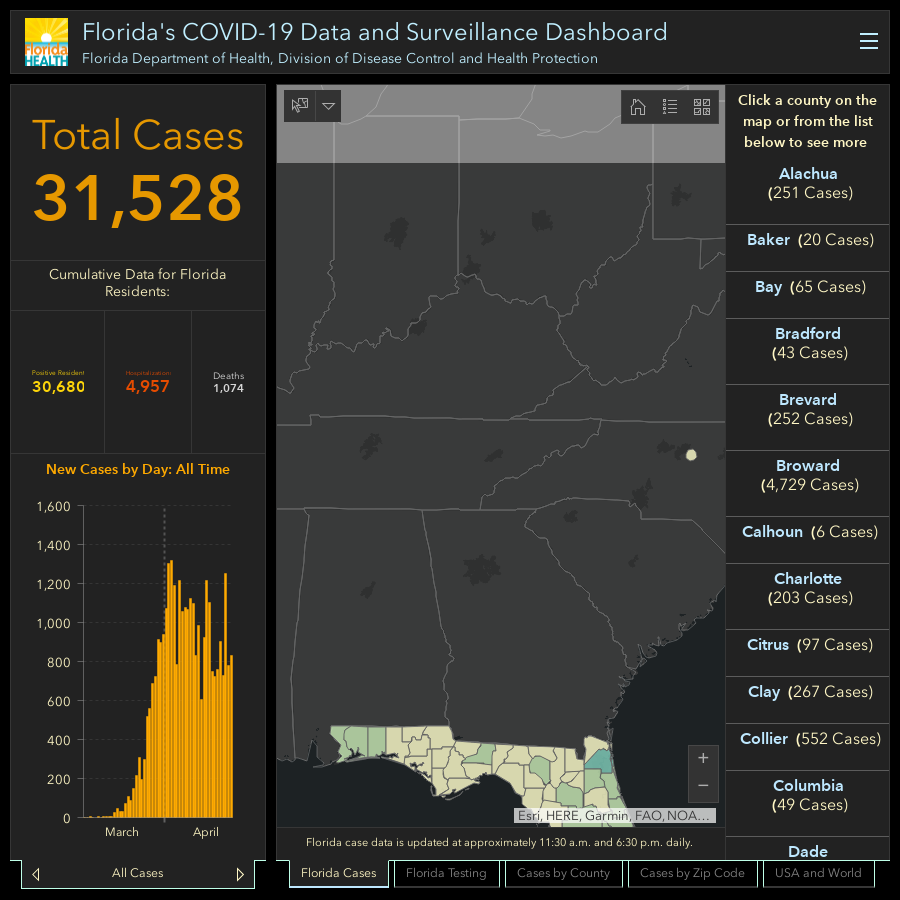 Florida
HEALTH
Florida's COVID-19 Data and Surveillance Dashboard
Florida Department of Health, Division of Disease Control and Health Protection
Total Cases
31,528
Cumulative Data for Florida
Residents:
Positive Resident
30,680
Hospitalizations
4,957
Deaths
1,074
New Cases by Day: All Time
1,600
1,400
1,200
1,000
800
600
400
200
0
March
April
All Cases
+
−
Esri, HERE, Garmin, FAO, NOA...
Florida case data is updated at approximately 11:30 a.m. and 6:30 p.m. daily.
Click a county on the
map or from the list
below to see more
Alachua
(251 Cases)
Baker (20 Cases)
Bay (65 Cases)
Bradford
(43 Cases)
Brevard
(252 Cases)
Broward
(4,729 Cases)
Calhoun (6 Cases)
Charlotte
(203 Cases)
Citrus (97 Cases)
Clay (267 Cases)
Collier (552 Cases)
Columbia
(49 Cases)
Dade
Florida Cases
Florida Testing
Cases by County
Cases by Zip Code
USA and World